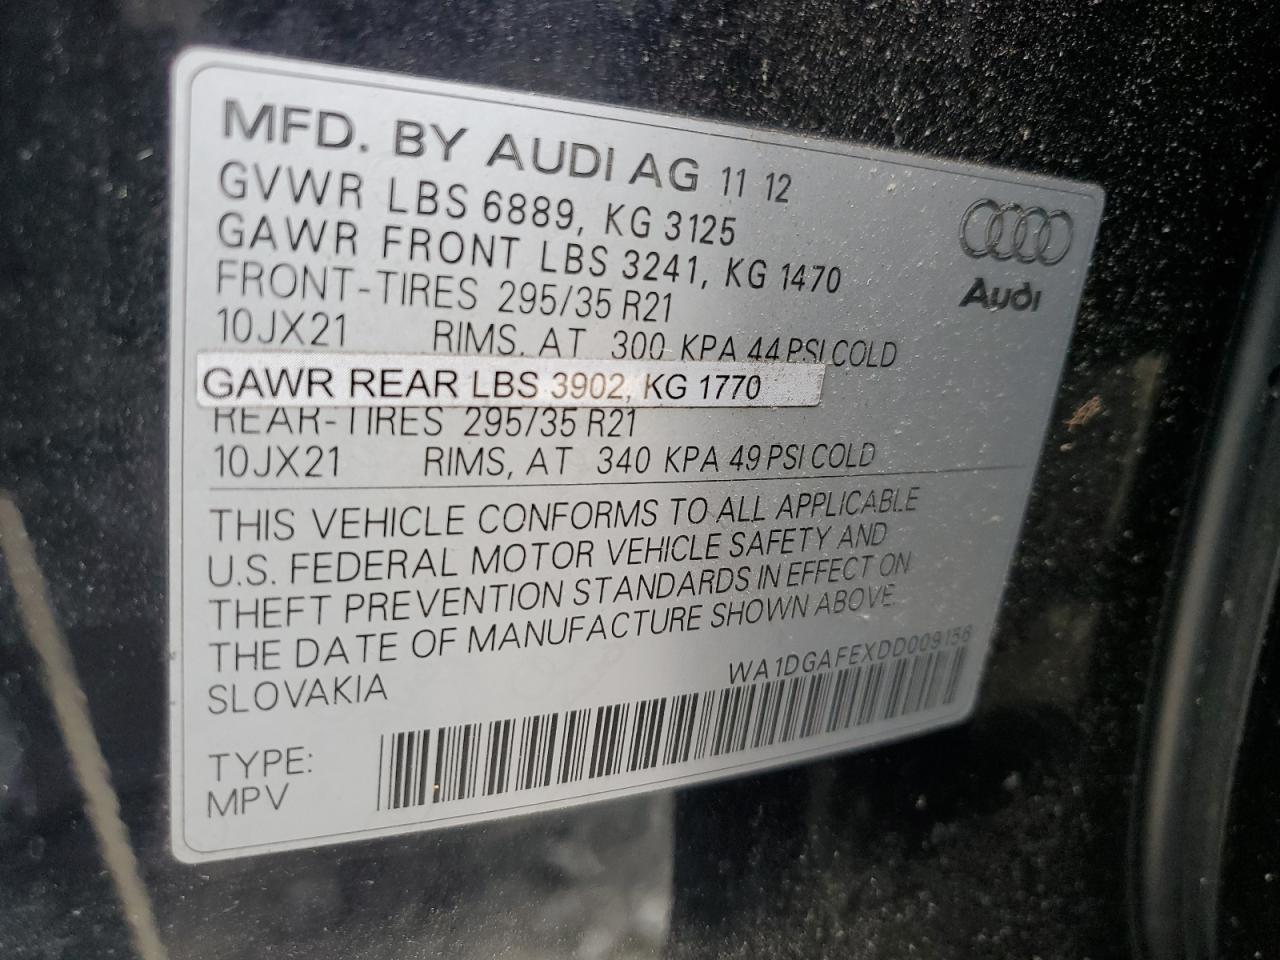 MFD. BY AUDI AG 11 12
GVWR LBS 6889, KG 3125
GAWR FRONT LBS 3241, KG 1470
FRONT-TIRES 295/35 R21
10JX21 RIMS, AT 300 KPA 44 PSI COLD
GAWR REAR LBS 3902, KG 1770
REAR-TIRES 295/35 R21
10JX21 RIMS, AT 340 KPA 49 PSI COLD
Audi
THIS VEHICLE CONFORMS TO ALL APPLICABLE
U.S. FEDERAL MOTOR VEHICLE SAFETY AND
THEFT PREVENTION STANDARDS IN EFFECT ON
THE DATE OF MANUFACTURE SHOWN ABOVE.
SLOVAKIA
WA1DGAFEXDD009156
TYPE:
MPV